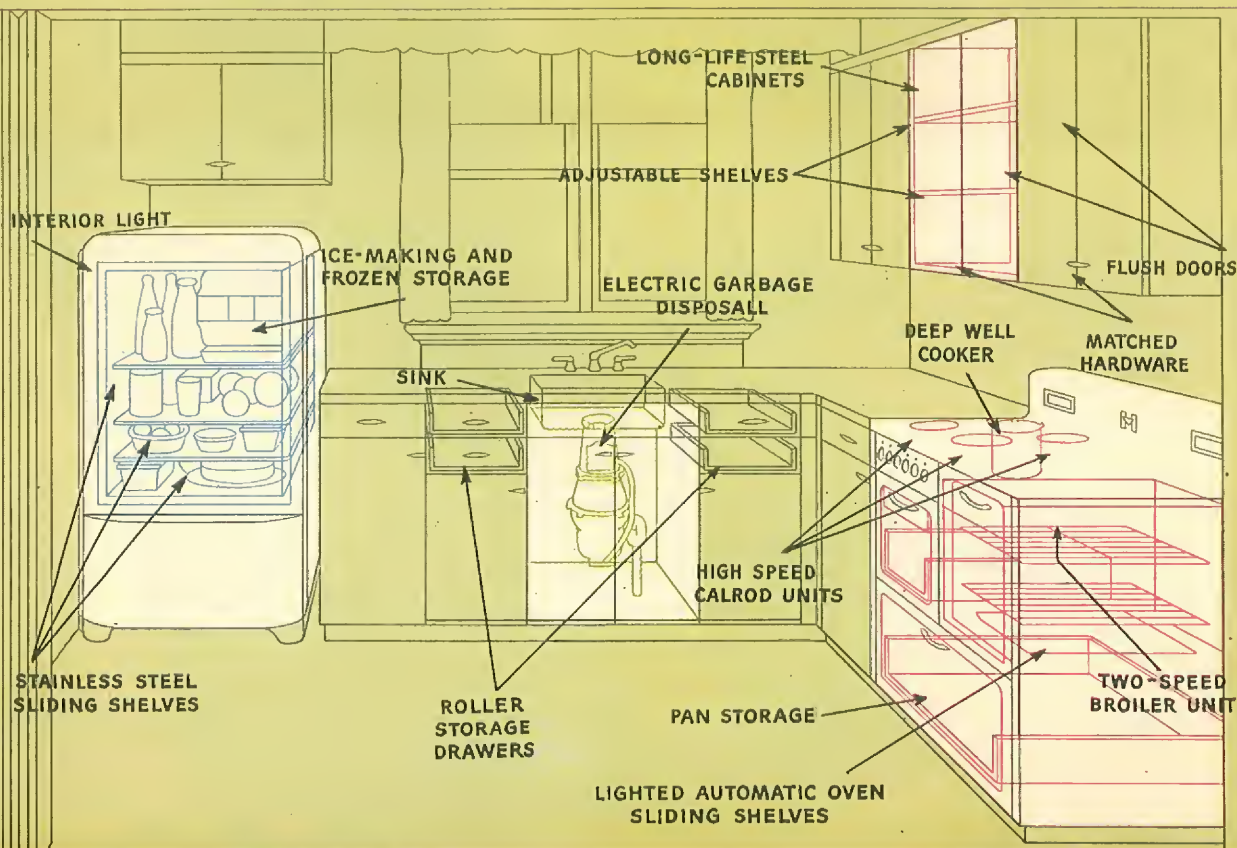 LONG-LIFE STEEL
CABINETS
ADJUSTABLE SHELVES
INTERIOR LIGHT
ICE-MAKING AND
FROZEN STORAGE
ELECTRIC GARBAGE
DISPOSALL
FLUSH DOORS
DEEP WELL
COOKER
MATCHED
HARDWARE
SINK
HIGH SPEED
CALROD UNITS
STAINLESS STEEL
SLIDING SHELVES
ROLLER
STORAGE
DRAWERS
PAN STORAGE
TWO-SPEED
BROILER UNIT
LIGHTED AUTOMATIC OVEN
SLIDING SHELVES